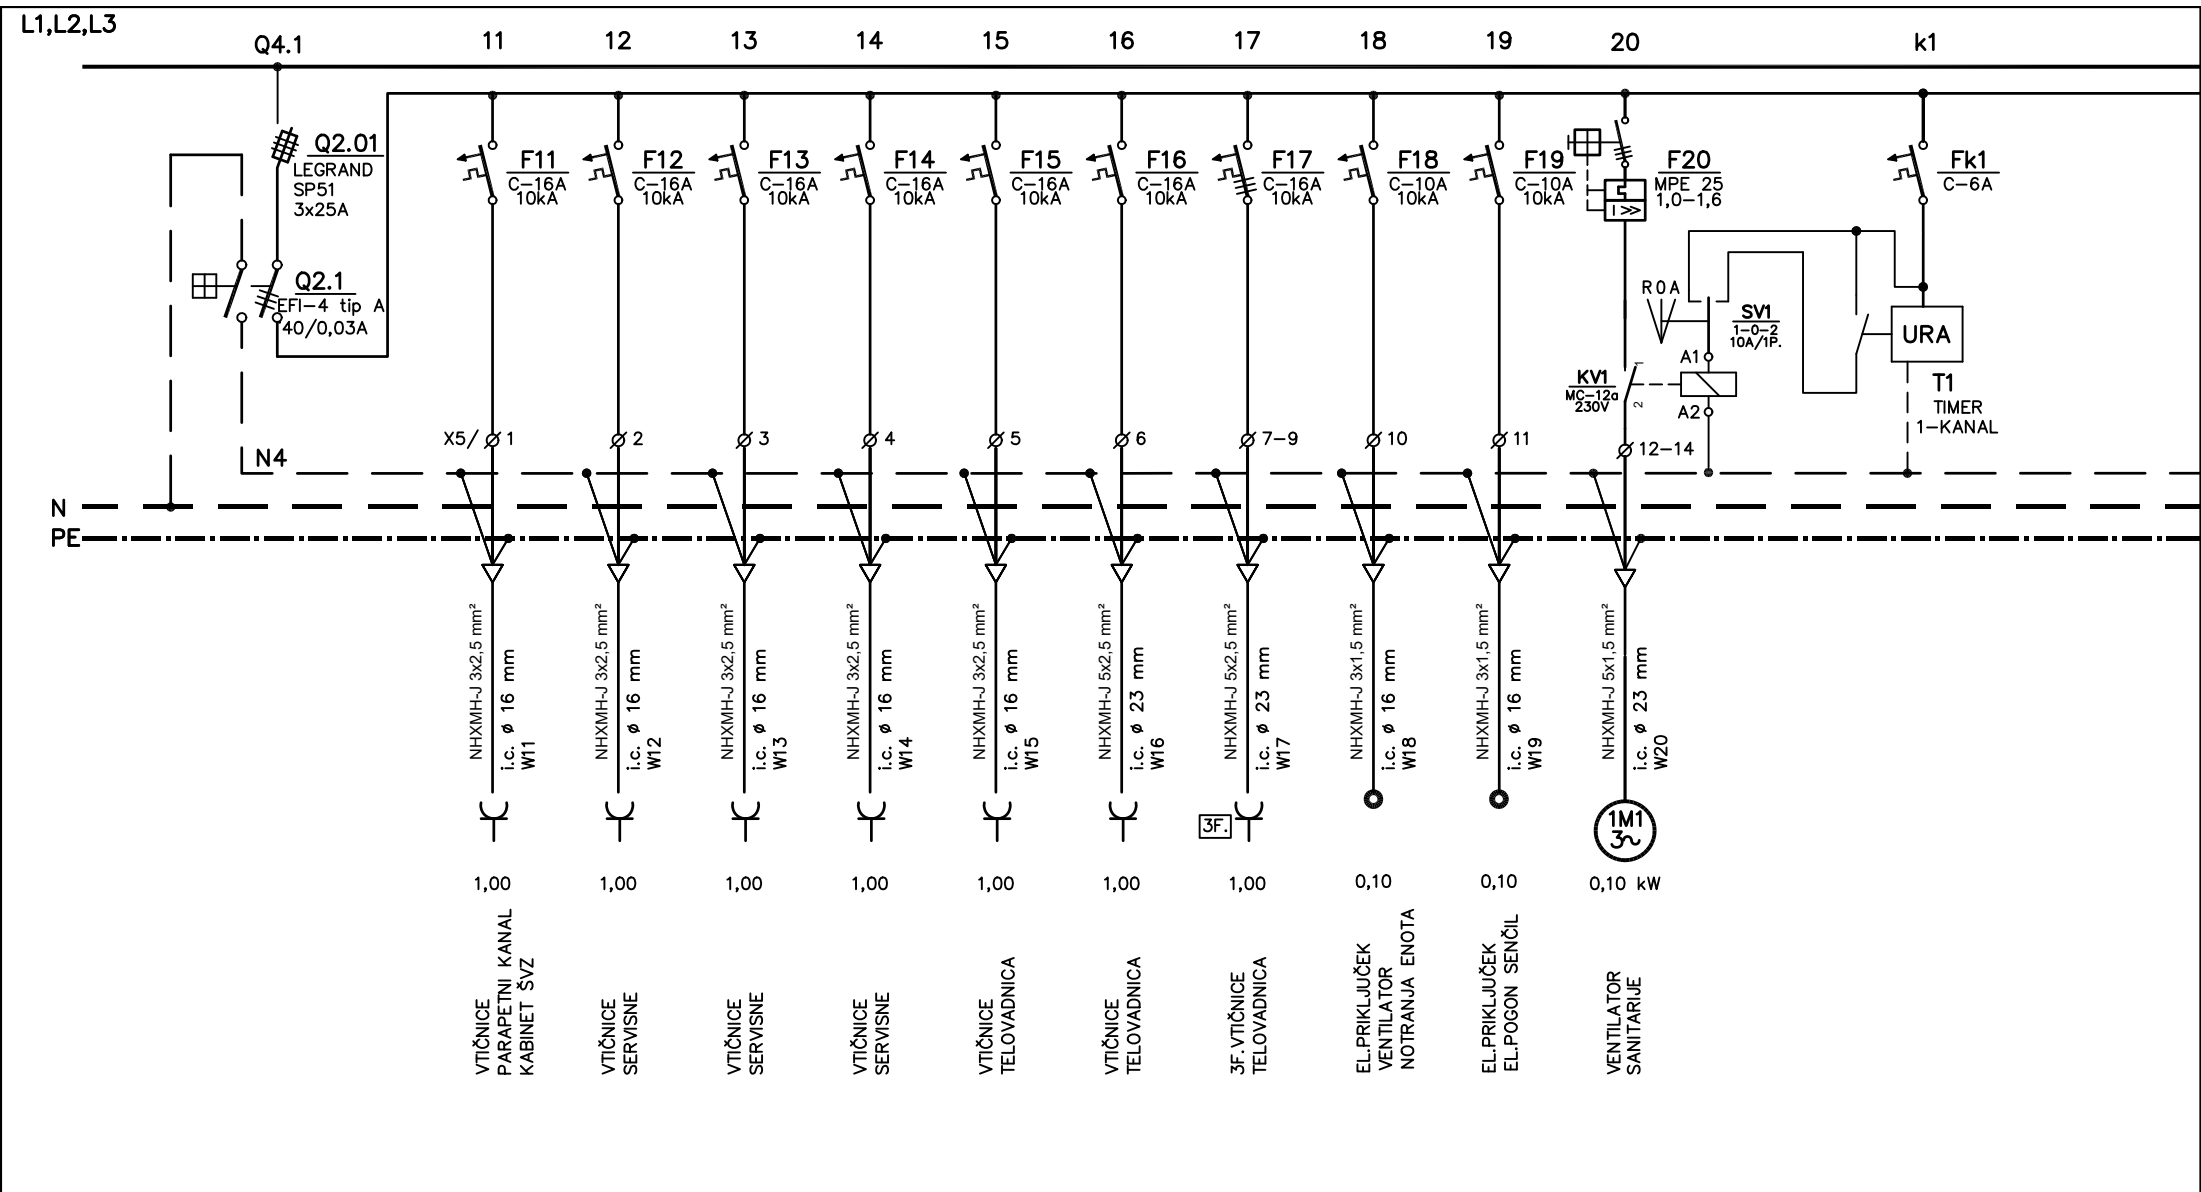 L1,L2,L3
Q4.1 11 12 13 14 15 16 17 18 19 20 k1
Q2.01
LEGRAND
SP51
3x25A
Q2.1
EFI-4 tip A
40/0,03A
F11
C-16A
10kA
F12
C-16A
10kA
F13
C-16A
10kA
F14
C-16A
10kA
F15
C-16A
10kA
F16
C-16A
10kA
F17
C-16A
10kA
F18
C-10A
10kA
F19
C-10A
10kA
F20
MPE 25
1,0-1,6
I >>
Fk1
C-6A
R 0 A
SV1
1-0-2
10A/1P.
URA
A1
A2
KV1
MC-12a
230V
1
2
T1
TIMER
1-KANAL
X5/ 1 2 3 4 5 6 7-9 10 11 12-14
N4
N
PE
NHXMH-J 3x2,5 mm²
i.c. ø 16 mm
W11
NHXMH-J 3x2,5 mm²
i.c. ø 16 mm
W12
NHXMH-J 3x2,5 mm²
i.c. ø 16 mm
W13
NHXMH-J 3x2,5 mm²
i.c. ø 16 mm
W14
NHXMH-J 3x2,5 mm²
i.c. ø 16 mm
W15
NHXMH-J 5x2,5 mm²
i.c. ø 23 mm
W16
NHXMH-J 5x2,5 mm²
i.c. ø 23 mm
W17
NHXMH-J 3x1,5 mm²
i.c. ø 16 mm
W18
NHXMH-J 3x1,5 mm²
i.c. ø 16 mm
W19
NHXMH-J 5x1,5 mm²
i.c. ø 23 mm
W20
3F.
1M1
3~
1,00 1,00 1,00 1,00 1,00 1,00 1,00 0,10 0,10 0,10 kW
VTIČNICE
PARAPETNI KANAL
KABINET ŠVZ
VTIČNICE
SERVISNE
VTIČNICE
SERVISNE
VTIČNICE
SERVISNE
VTIČNICE
TELOVADNICA
VTIČNICE
TELOVADNICA
3F.VTIČNICE
TELOVADNICA
EL.PRIKLJUČEK
VENTILATOR
NOTRANJA ENOTA
EL.PRIKLJUČEK
EL.POGON SENČIL
VENTILATOR
SANITARIJE